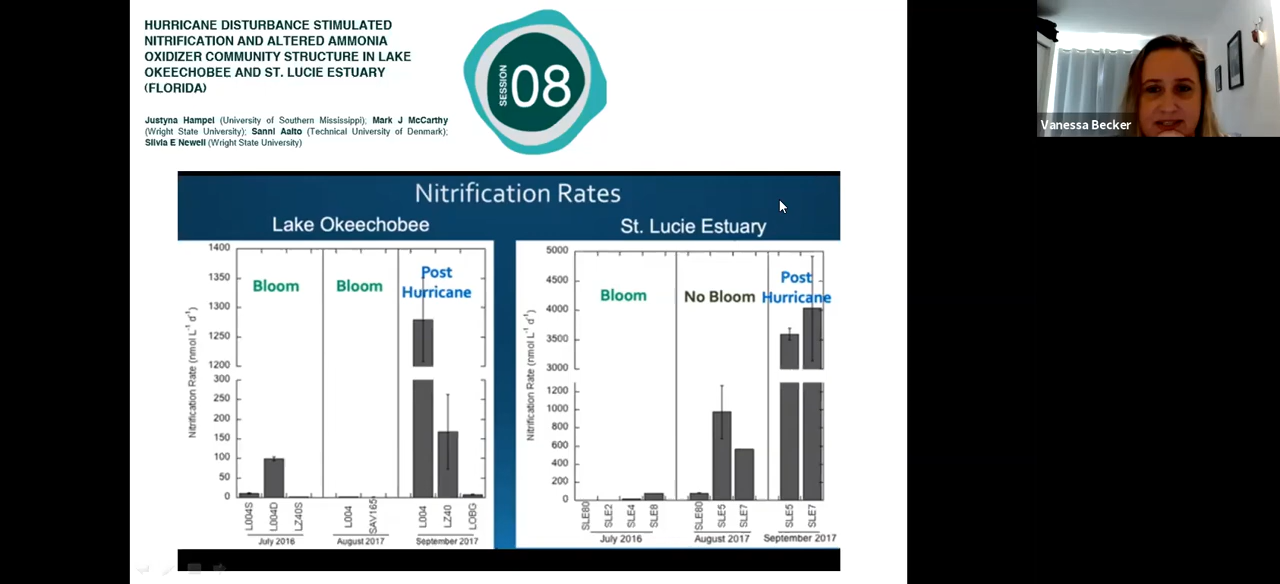 HURRICANE DISTURBANCE STIMULATED
NITRIFICATION AND ALTERED AMMONIA
OXIDIZER COMMUNITY STRUCTURE IN LAKE
OKEECHOBEE AND ST. LUCIE ESTUARY
(FLORIDA)
SESSION 08
Justyna Hampel (University of Southern Mississippi); Mark J McCarthy
(Wright State University); Sanni Aalto (Technical University of Denmark);
Silvia E Newell (Wright State University)
Vanessa Becker
Nitrification Rates
Lake Okeechobee
Nitrification Rate (nmol L-1 d-1)
1400
1350
1300
1250
1200
300
250
200
150
100
50
0
Bloom
Bloom
Post
Hurricane
L004S
L004D
LZ40S
L004
SAV165
L004
LZ40
LOBG
July 2016
August 2017
September 2017
St. Lucie Estuary
Nitrification Rate (nmol L-1 d-1)
5000
4500
4000
3500
3000
1200
1000
800
600
400
200
0
Bloom
No Bloom
Post
Hurricane
SLE80
SLE2
SLE4
SLE8
SLE80
SLE5
SLE7
SLE5
SLE7
July 2016
August 2017
September 2017